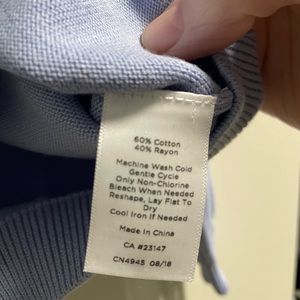 60% Cotton
40% Rayon
Machine Wash Cold
Gentle Cycle
Only Non-Chlorine
Bleach When Needed
Reshape, Lay Flat To
Dry
Cool Iron If Needed
Made In China
CA #23147
CN4945 08/18